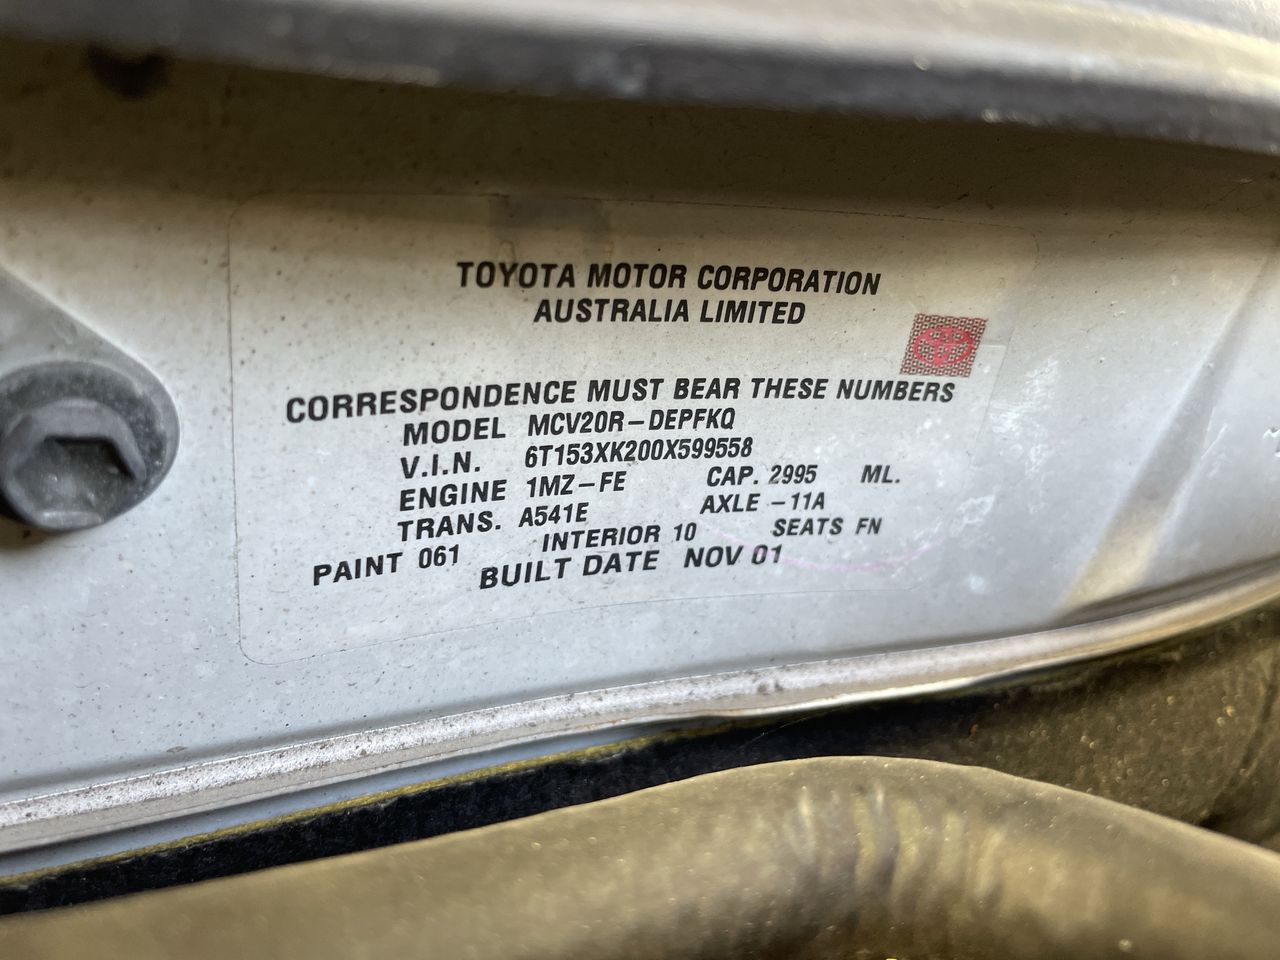 TOYOTA MOTOR CORPORATION
AUSTRALIA LIMITED
CORRESPONDENCE MUST BEAR THESE NUMBERS
MODEL MCV20R-DEPFKQ
V.I.N. 6T153XK200X599558
ENGINE 1MZ-FE CAP. 2995 ML.
TRANS. A541E AXLE -11A
PAINT 061 INTERIOR 10 SEATS FN
BUILT DATE NOV 01